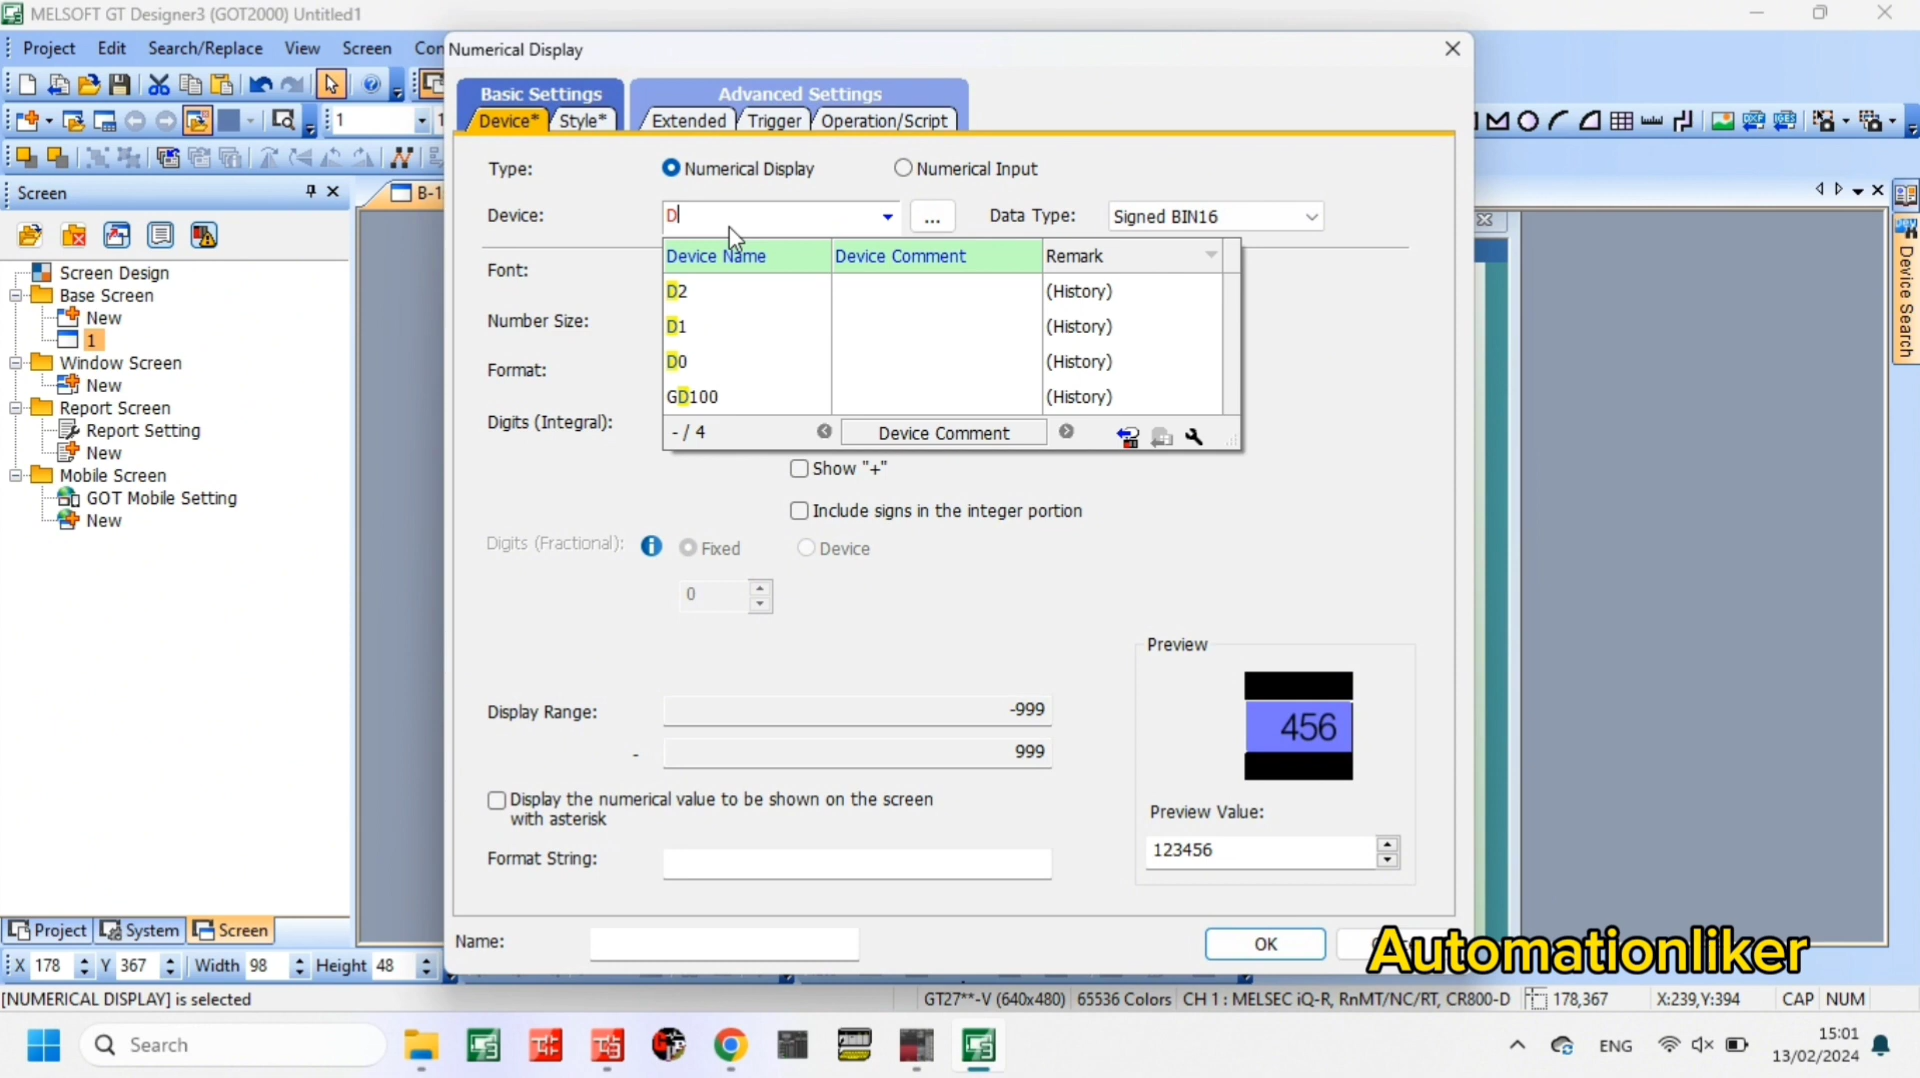 MELSOFT GT Designer3 (GOT2000) Untitled1
Project Edit Search/Replace View Screen Con
Numerical Display
Basic Settings
Advanced Settings
Device* Style* Extended Trigger Operation/Script
1
Screen
B-1
Type: Numerical Display Numerical Input
Device: D ... Data Type: Signed BIN16
Device Name Device Comment Remark
D2 (History)
D1 (History)
D0 (History)
GD100 (History)
- / 4 Device Comment
Font:
Number Size:
Format:
Digits (Integral):
Show "+"
Include signs in the integer portion
Digits (Fractional): Fixed Device
0
Screen Design
Base Screen
New
1
Window Screen
New
Report Screen
Report Setting
New
Mobile Screen
GOT Mobile Setting
New
Device Search
Preview
456
Display Range: -999
- 999
Display the numerical value to be shown on the screen
with asterisk
Preview Value:
123456
Format String:
Project System Screen
Name:
OK
Automationliker
X 178 Y 367 Width 98 Height 48
[NUMERICAL DISPLAY] is selected
GT27**-V (640x480) 65536 Colors CH 1 : MELSEC iQ-R, RnMT/NC/RT, CR800-D 178,367 X:239,Y:394 CAP NUM
Search
ENG
15:01
13/02/2024